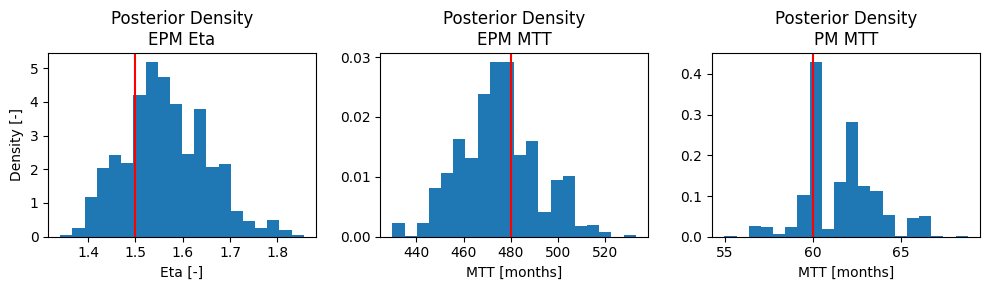 Posterior Density
EPM Eta
Density [-]
5
4
3
2
1
0
1.4 1.5 1.6 1.7 1.8
Eta [-]
Posterior Density
EPM MTT
0.03
0.02
0.01
0.00
440 460 480 500 520
MTT [months]
Posterior Density
PM MTT
0.4
0.3
0.2
0.1
0.0
55 60 65
MTT [months]